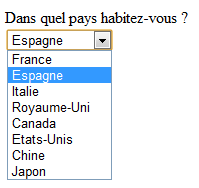 Dans quel pays habitez-vous ?
Espagne
France
Espagne
Italie
Royaume-Uni
Canada
Etats-Unis
Chine
Japon